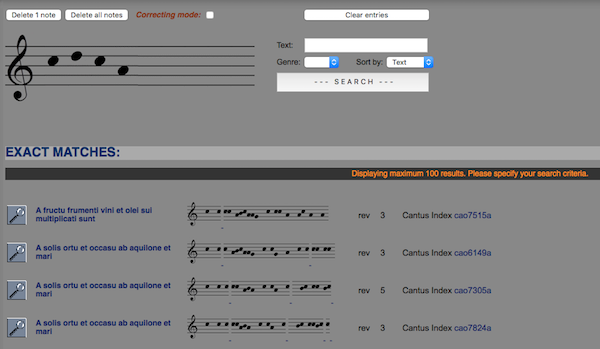 Delete 1 note Delete all notes Correcting mode: Clear entries
Text:
Genre: Sort by: Text
--- SEARCH ---
EXACT MATCHES:
Displaying maximum 100 results. Please specify your search criteria.
A fructu frumenti vini et olei sui
multiplicati sunt
rev 3 Cantus Index cao7515a
A solis ortu et occasu ab aquilone et
mari
rev 3 Cantus Index cao6149a
A solis ortu et occasu ab aquilone et
mari
rev 5 Cantus Index cao7305a
A solis ortu et occasu ab aquilone et
mari
rev 3 Cantus Index cao7824a